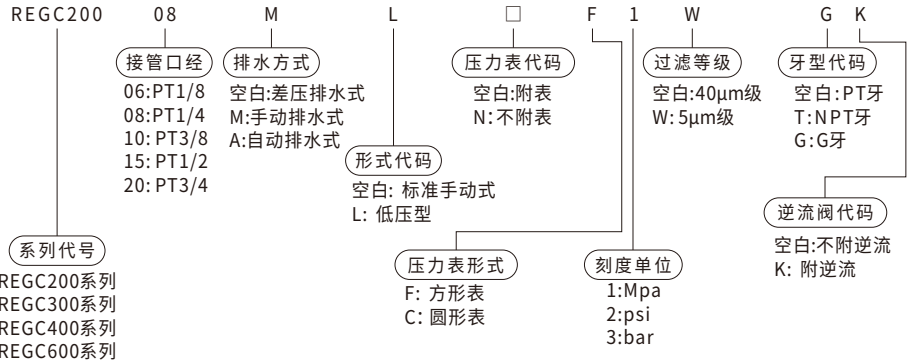 REGC200 08 M L □ F 1 W G K
接管口径
06:PT1/8
08:PT1/4
10: PT3/8
15: PT1/2
20: PT3/4
排水方式
空白:差压排水式
M:手动排水式
A:自动排水式
形式代码
空白: 标准手动式
L: 低压型
压力表代码
空白:附表
N:不附表
过滤等级
空白:40μm级
W: 5μm级
牙型代码
空白:PT牙
T:NPT牙
G:G牙
逆流阀代码
空白:不附逆流
K: 附逆流
系列代号
REGC200系列
REGC300系列
REGC400系列
REGC600系列
压力表形式
F: 方形表
C: 圆形表
刻度单位
1:Mpa
2:psi
3:bar